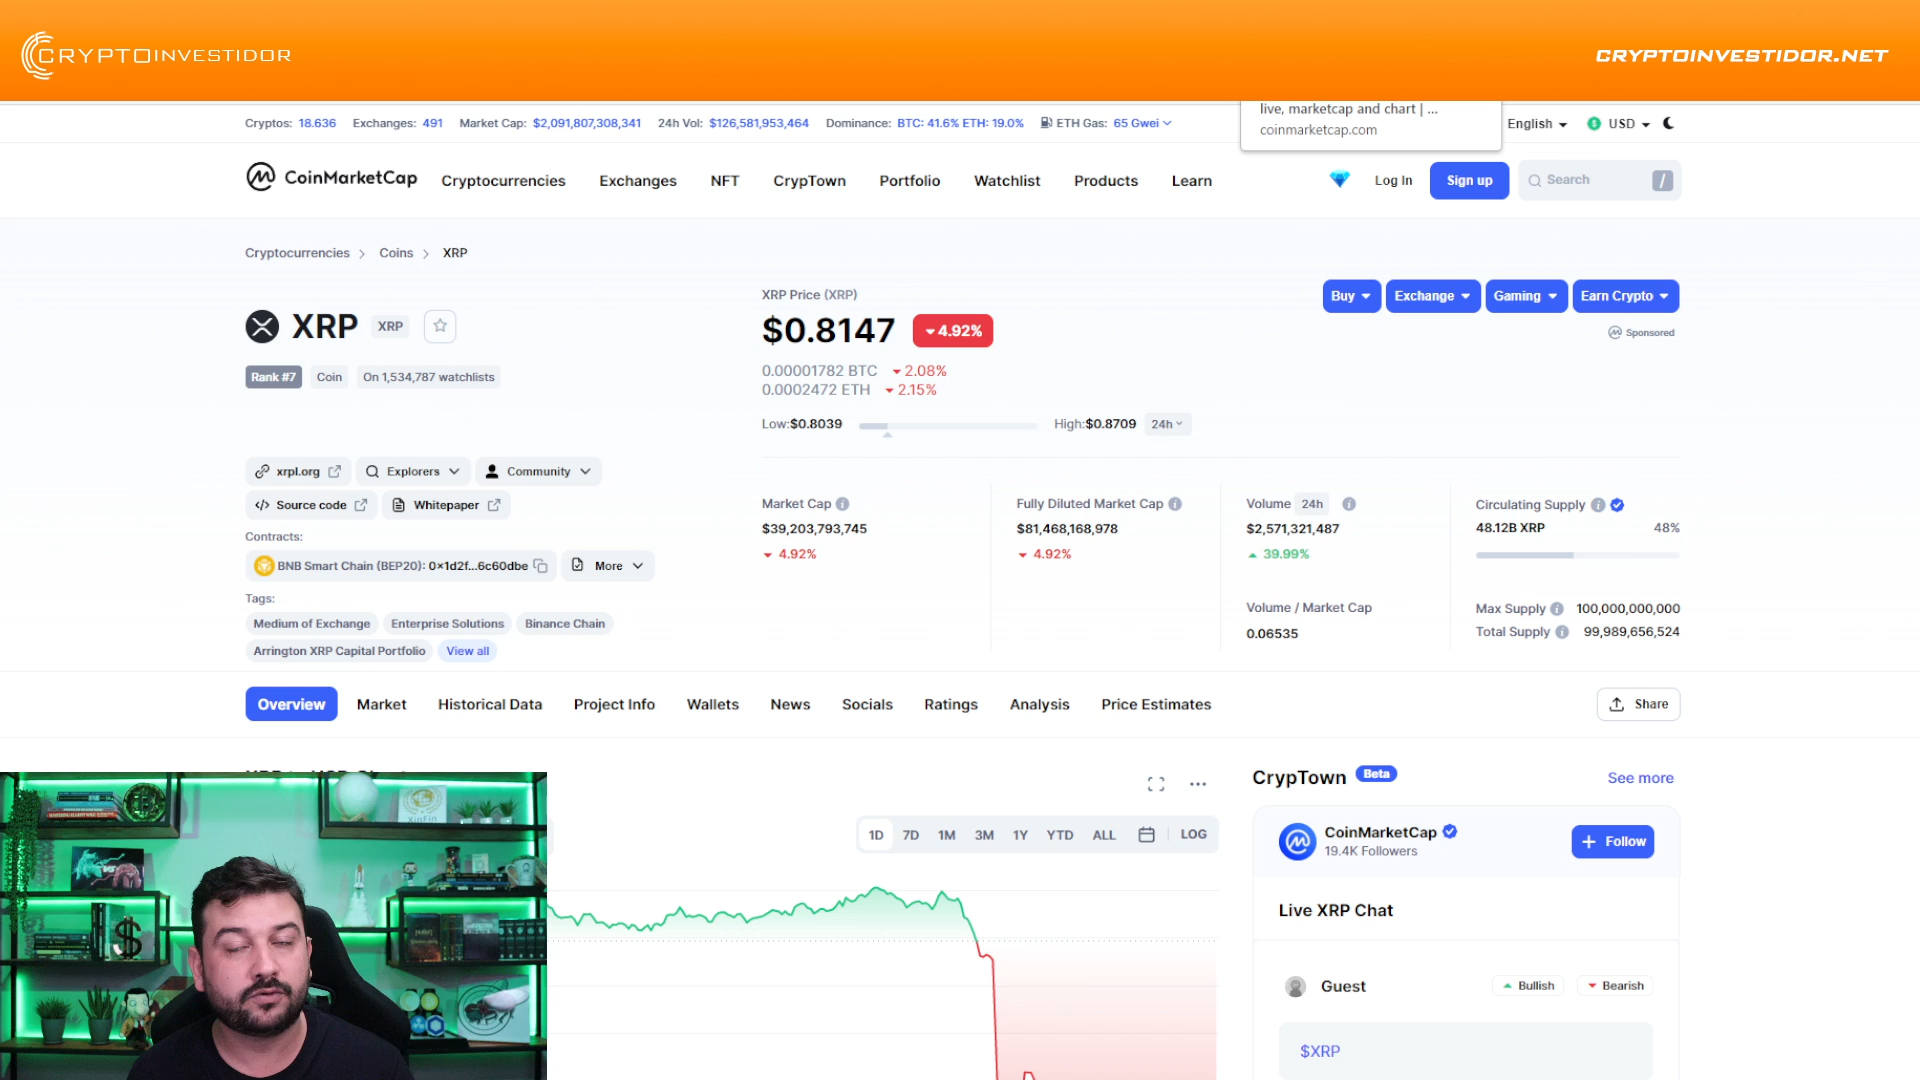 CRYPTOINVESTIDOR
CRYPTOINVESTIDOR.NET
Cryptos: 18.636 Exchanges: 491 Market Cap: $2,091,807,308,341 24h Vol: $126,581,953,464 Dominance: BTC: 41.6% ETH: 19.0% ETH Gas: 65 Gwei
live, marketcap and chart | ...
coinmarketcap.com
English USD
CoinMarketCap Cryptocurrencies Exchanges NFT CrypTown Portfolio Watchlist Products Learn Log In Sign up Search /
Cryptocurrencies > Coins > XRP
XRP XRP
Rank #7 Coin On 1,534,787 watchlists
XRP Price (XRP)
$0.8147 4.92%
0.00001782 BTC 2.08%
0.0002472 ETH 2.15%
Low:$0.8039 High:$0.8709 24h
Buy Exchange Gaming Earn Crypto
Sponsored
xrpl.org Explorers Community
Source code Whitepaper
Contracts:
BNB Smart Chain (BEP20): 0x1d2f...6c60dbe More
Tags:
Medium of Exchange Enterprise Solutions Binance Chain
Arrington XRP Capital Portfolio View all
Market Cap
$39,203,793,745
4.92%
Fully Diluted Market Cap
$81,468,168,978
4.92%
Volume 24h
$2,571,321,487
39.99%
Volume / Market Cap
0.06535
Circulating Supply
48.12B XRP 48%
Max Supply 100,000,000,000
Total Supply 99,989,656,524
Overview Market Historical Data Project Info Wallets News Socials Ratings Analysis Price Estimates Share
1D 7D 1M 3M 1Y YTD ALL LOG
CrypTown Beta See more
CoinMarketCap
19.4K Followers
Follow
Live XRP Chat
Guest Bullish Bearish
$XRP
XinFin